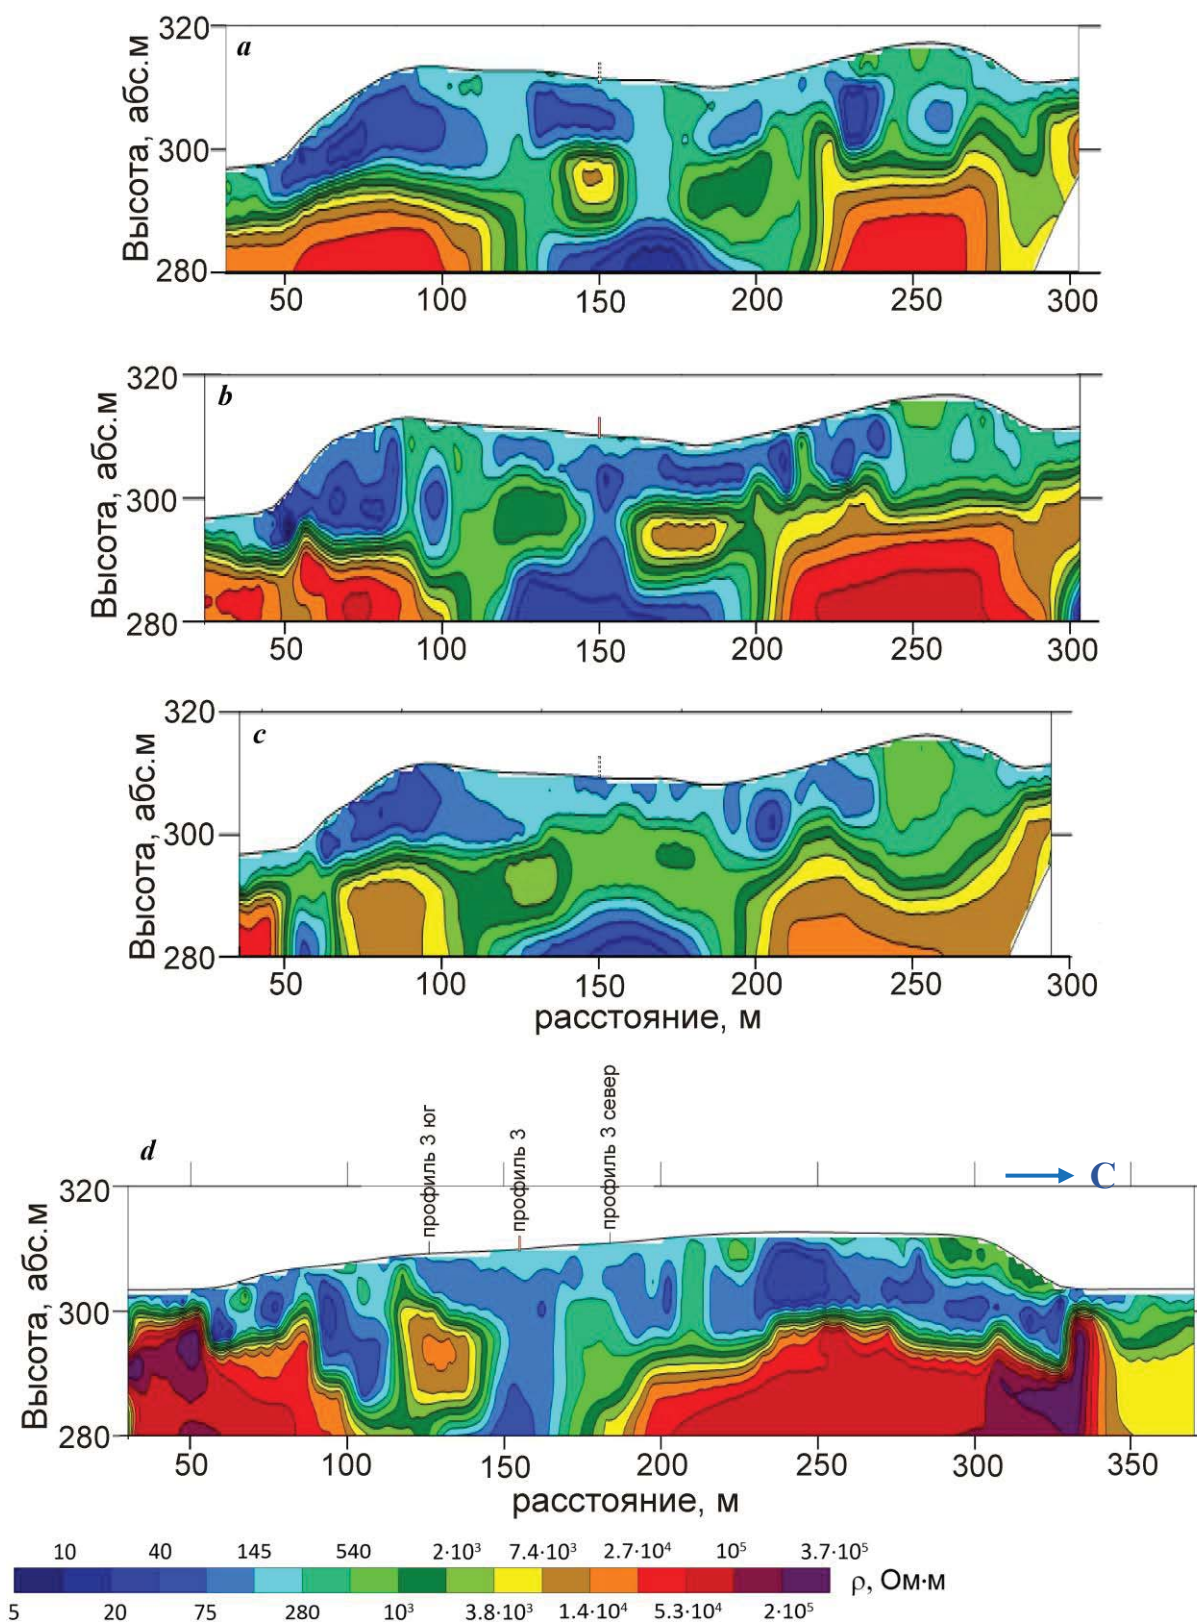 a
320
300
280
Высота, абс.м
50 100 150 200 250 300
b
320
300
280
Высота, абс.м
50 100 150 200 250 300
c
320
300
280
Высота, абс.м
50 100 150 200 250 300
расстояние, м
d
профиль 3 юг
профиль 3
профиль 3 север
С
320
300
280
Высота, абс.м
50 100 150 200 250 300 350
расстояние, м
10 40 145 540 2·10³ 7.4·10³ 2.7·10⁴ 10⁵ 3.7·10⁵
ρ, Ом·м
5 20 75 280 10³ 3.8·10³ 1.4·10⁴ 5.3·10⁴ 2·10⁵